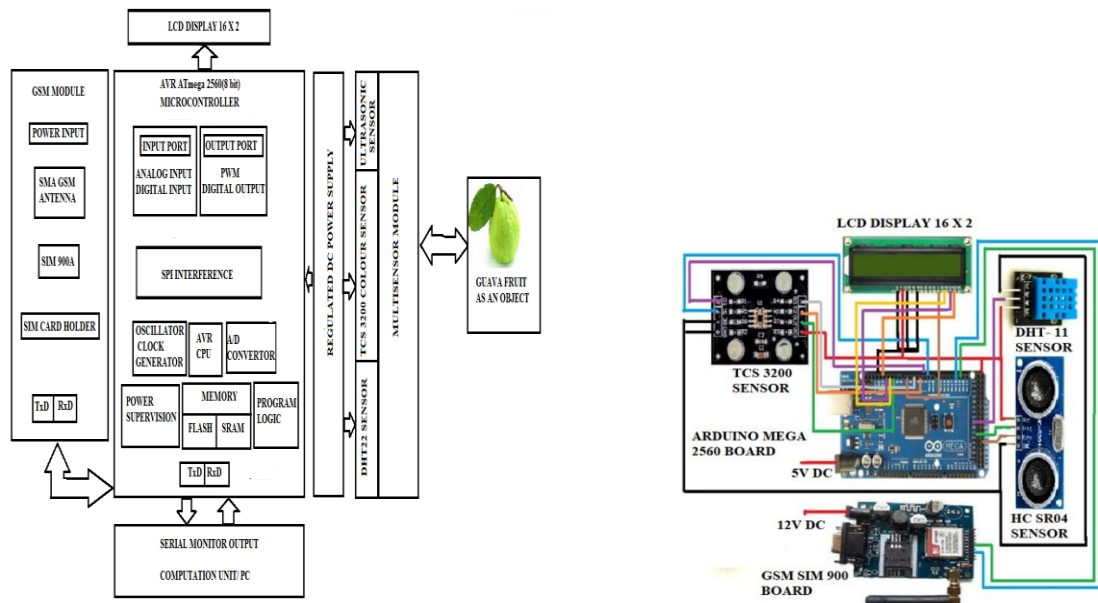 LCD DISPLAY 16 X 2
GSM MODULE
POWER INPUT
SMA GSM
ANTENNA
SIM 900A
SIM CARD HOLDER
TxD
RxD
AVR ATmega 2560(8 bit)
MICROCONTROLLER
INPUT PORT
ANALOG INPUT
DIGITAL INPUT
OUTPUT PORT
PWM
DIGITAL OUTPUT
SPI INTERFERENCE
OSCILLATOR
CLOCK
GENERATOR
AVR
CPU
A/D
CONVERTOR
POWER
SUPERVISION
MEMORY
FLASH
SRAM
PROGRAM
LOGIC
TxD
RxD
SERIAL MONITOR OUTPUT
COMPUTATION UNIT/ PC
REGULATED DC POWER SUPPLY
ULTRASONIC
SENSOR
TCS 3200 COLOUR SENSOR
DHT22 SENSOR
MULTISENSOR MODULE
GUAVA FRUIT
AS AN OBJECT
LCD DISPLAY 16 X 2
TCS 3200
SENSOR
DHT- 11
SENSOR
ARDUINO MEGA
2560 BOARD
MEGA
5V DC
HC SR04
SENSOR
12V DC
GSM SIM 900
BOARD